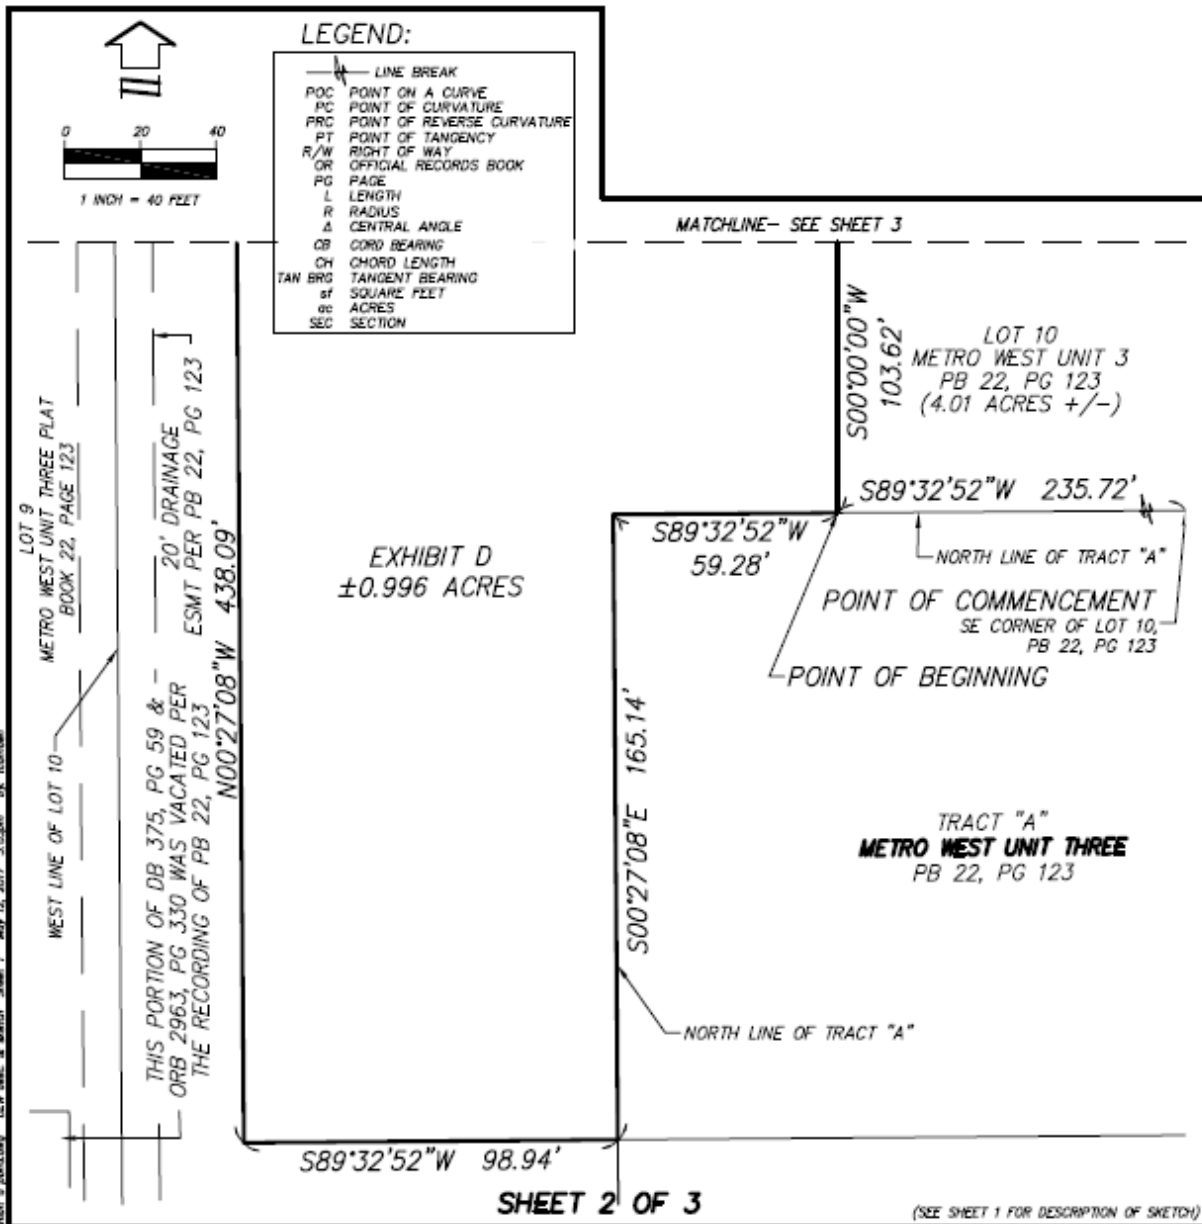 LEGEND:
LINE BREAK
POC POINT ON A CURVE
PC POINT OF CURVATURE
PRC POINT OF REVERSE CURVATURE
PT POINT OF TANGENCY
R/W RIGHT OF WAY
OR OFFICIAL RECORDS BOOK
PG PAGE
L LENGTH
R RADIUS
Δ CENTRAL ANGLE
CB CORD BEARING
CH CHORD LENGTH
TAN BRG TANGENT BEARING
sf SQUARE FEET
ac ACRES
SEC SECTION
0 20 40
1 INCH = 40 FEET
MATCHLINE- SEE SHEET 3
S00°00'00"W
103.62'
LOT 10
METRO WEST UNIT 3
PB 22, PG 123
(4.01 ACRES +/-)
S89°32'52"W 235.72'
S89°32'52"W
59.28'
NORTH LINE OF TRACT "A"
POINT OF COMMENCEMENT
SE CORNER OF LOT 10,
PB 22, PG 123
POINT OF BEGINNING
EXHIBIT D
±0.996 ACRES
LOT 9
METRO WEST UNIT THREE PLAT
BOOK 22, PAGE 123
20' DRAINAGE
ESMT PER PB 22, PG 123
N00°27'08"W 438.09'
WEST LINE OF LOT 10
THIS PORTION OF DB 375, PG 59 &
ORB 2963, PG 330 WAS VACATED PER
THE RECORDING OF PB 22, PG 123
S00°27'08"E 165.14'
TRACT "A"
METRO WEST UNIT THREE
PB 22, PG 123
NORTH LINE OF TRACT "A"
S89°32'52"W 98.94'
SHEET 2 OF 3
(SEE SHEET 1 FOR DESCRIPTION OF SKETCH)